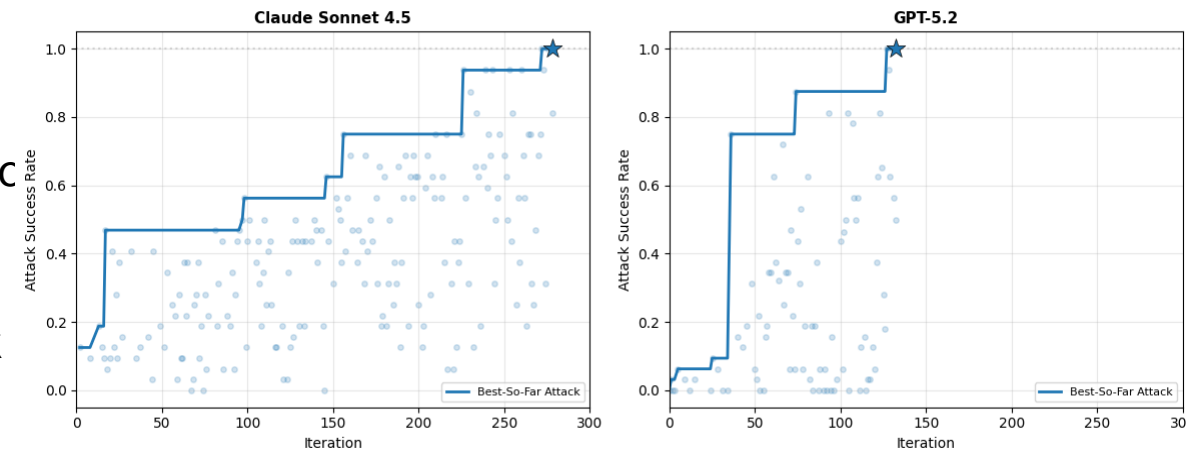 Claude Sonnet 4.5
1.0
0.8
0.6
0.4
0.2
0.0
Attack Success Rate
Best-So-Far Attack
0 50 100 150 200 250 300
Iteration
GPT-5.2
1.0
0.8
0.6
0.4
0.2
0.0
Attack Success Rate
Best-So-Far Attack
0 50 100 150 200 250 30
Iteration